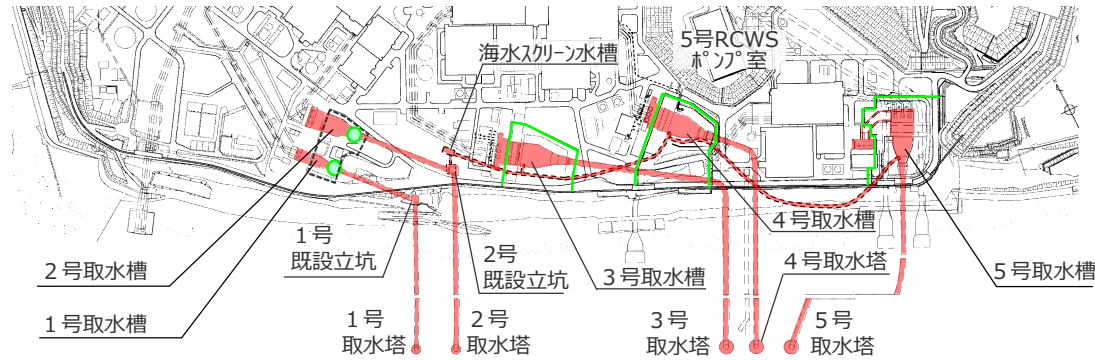 海水ｽｸﾘｰﾝ水槽
5号RCWS
ﾎﾟﾝﾌﾟ室
1号
既設立坑
2号
既設立坑
2号取水槽
1号取水槽
3号取水槽
4号取水槽
4号取水塔
5号取水槽
1号
取水塔
2号
取水塔
3号
取水塔
5号
取水塔